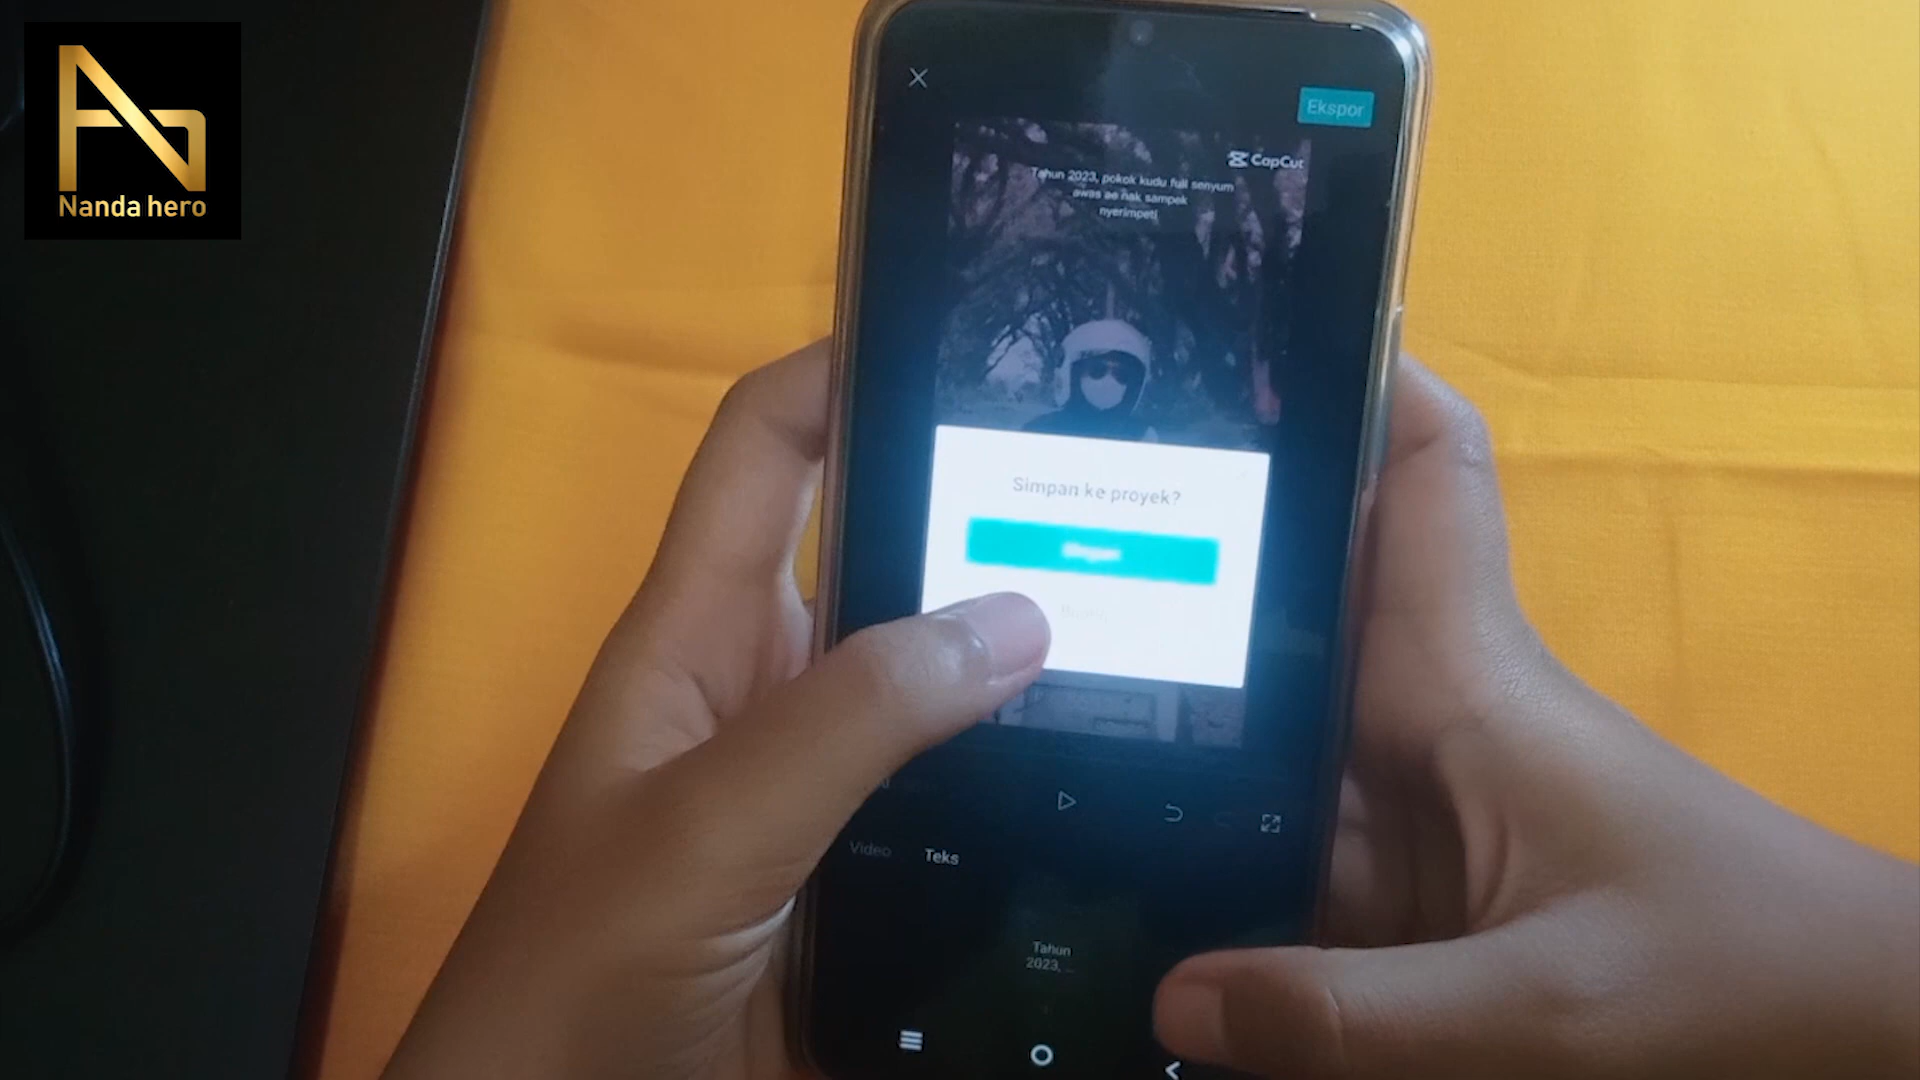 Nanda hero
Ekspor
CapCut
Tahun 2023, pokok kudu full senyum
awas ae nak sampek
nyerimpeti
Simpan ke proyek?
Simpan
Video
Teks
Tahun
2023, ...